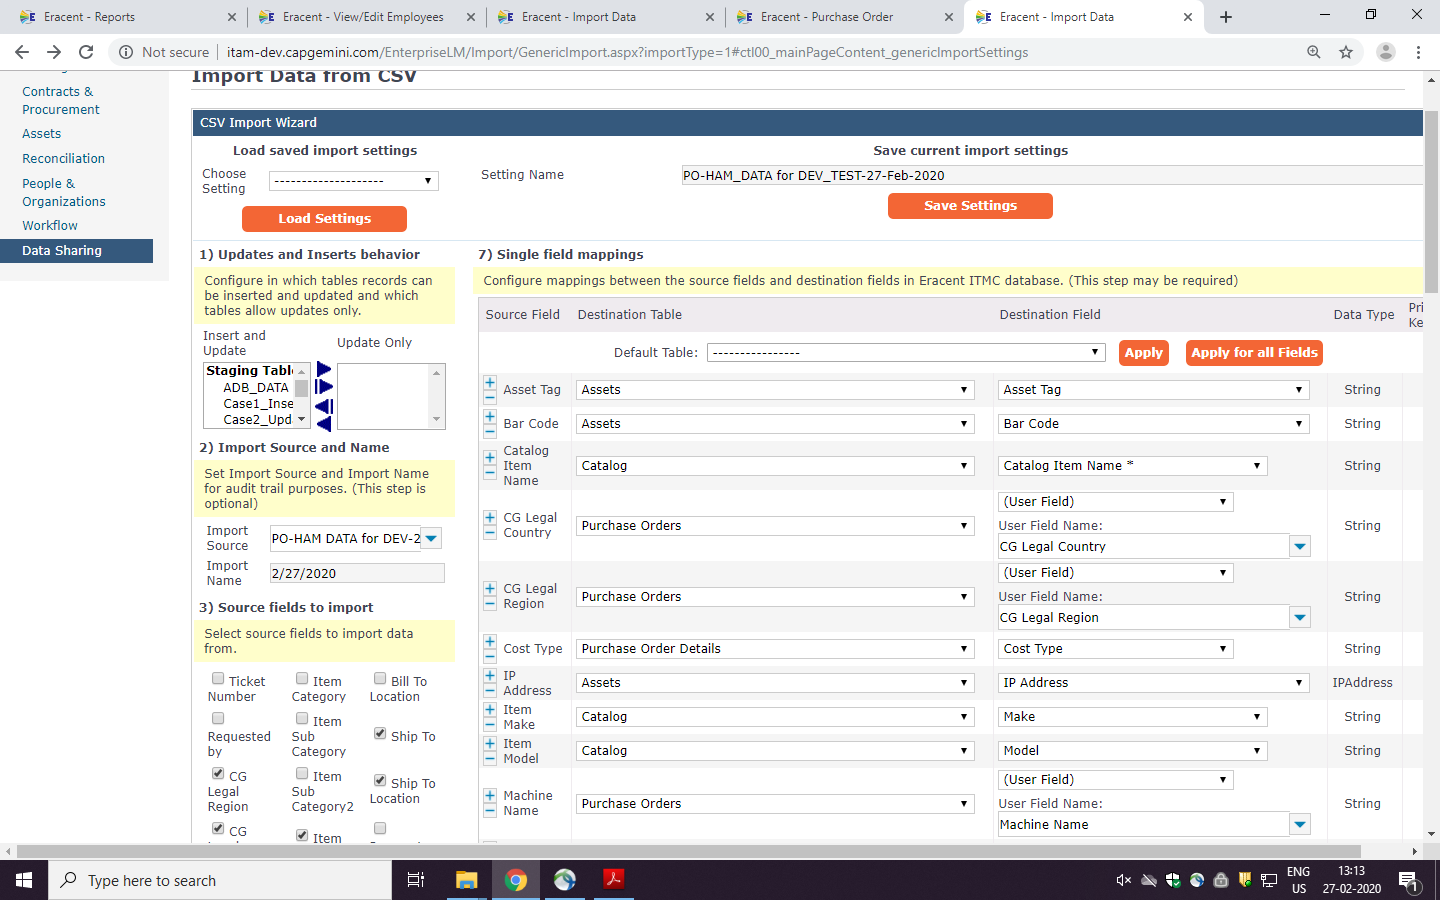 Eracent - Reports
Eracent - View/Edit Employees
Eracent - Import Data
Eracent - Purchase Order
Eracent - Import Data
Not secure
itam-dev.capgemini.com/EnterpriseLM/Import/GenericImport.aspx?importType=1#ctl00_mainPageContent_genericImportSettings
Contracts &
Procurement
Assets
Reconciliation
People &
Organizations
Workflow
Data Sharing
Import Data from CSV
CSV Import Wizard
Load saved import settings
Choose
Setting
--------------------
Load Settings
Save current import settings
Setting Name
PO-HAM_DATA for DEV_TEST-27-Feb-2020
Save Settings
1) Updates and Inserts behavior
Configure in which tables records can
be inserted and updated and which
tables allow updates only.
Insert and
Update
Update Only
Staging Table
ADB_DATA
Case1_Inse
Case2_Upd
2) Import Source and Name
Set Import Source and Import Name
for audit trail purposes. (This step is
optional)
Import
Source
PO-HAM DATA for DEV-2
Import
Name
2/27/2020
3) Source fields to import
Select source fields to import data
from.
Ticket
Number
Item
Category
Bill To
Location
Requested
by
Item
Sub
Category
Ship To
CG
Legal
Region
Item
Sub
Category2
Ship To
Location
CG
Item
7) Single field mappings
Configure mappings between the source fields and destination fields in Eracent ITMC database. (This step may be required)
Source Field
Destination Table
Destination Field
Data Type
Pri
Ke
Default Table:
----------------
Apply
Apply for all Fields
Asset Tag
Assets
Asset Tag
String
Bar Code
Assets
Bar Code
String
Catalog
Item
Name
Catalog
Catalog Item Name *
String
CG Legal
Country
Purchase Orders
(User Field)
User Field Name:
CG Legal Country
String
CG Legal
Region
Purchase Orders
(User Field)
User Field Name:
CG Legal Region
String
Cost Type
Purchase Order Details
Cost Type
String
IP
Address
Assets
IP Address
IPAddress
Item
Make
Catalog
Make
String
Item
Model
Catalog
Model
String
Machine
Name
Purchase Orders
(User Field)
User Field Name:
Machine Name
String
Type here to search
ENG
US
13:13
27-02-2020
1